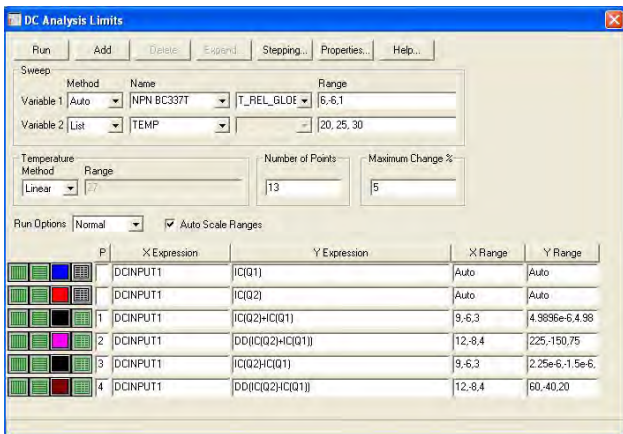 DC Analysis Limits
Run Add Delete Expand Stepping... Properties... Help...
Sweep
Method Name Range
Variable 1 Auto NPN BC337T T_REL_GLOB 6,-6,1
Variable 2 List TEMP 20, 25, 30
Temperature Number of Points Maximum Change %
Method Range
Linear 27 13 5
Run Options Normal Auto Scale Ranges
P X Expression Y Expression X Range Y Range
DCINPUT1 IC(Q1) Auto Auto
DCINPUT1 IC(Q2) Auto Auto
1 DCINPUT1 IC(Q2)+IC(Q1) 9,-6,3 4.9896e-6,4.98
2 DCINPUT1 DD(IC(Q2)+IC(Q1)) 12,-8,4 225,-150,75
3 DCINPUT1 IC(Q2)-IC(Q1) 9,-6,3 2.25e-6,-1.5e-6,
4 DCINPUT1 DD(IC(Q2)-IC(Q1)) 12,-8,4 60,-40,20